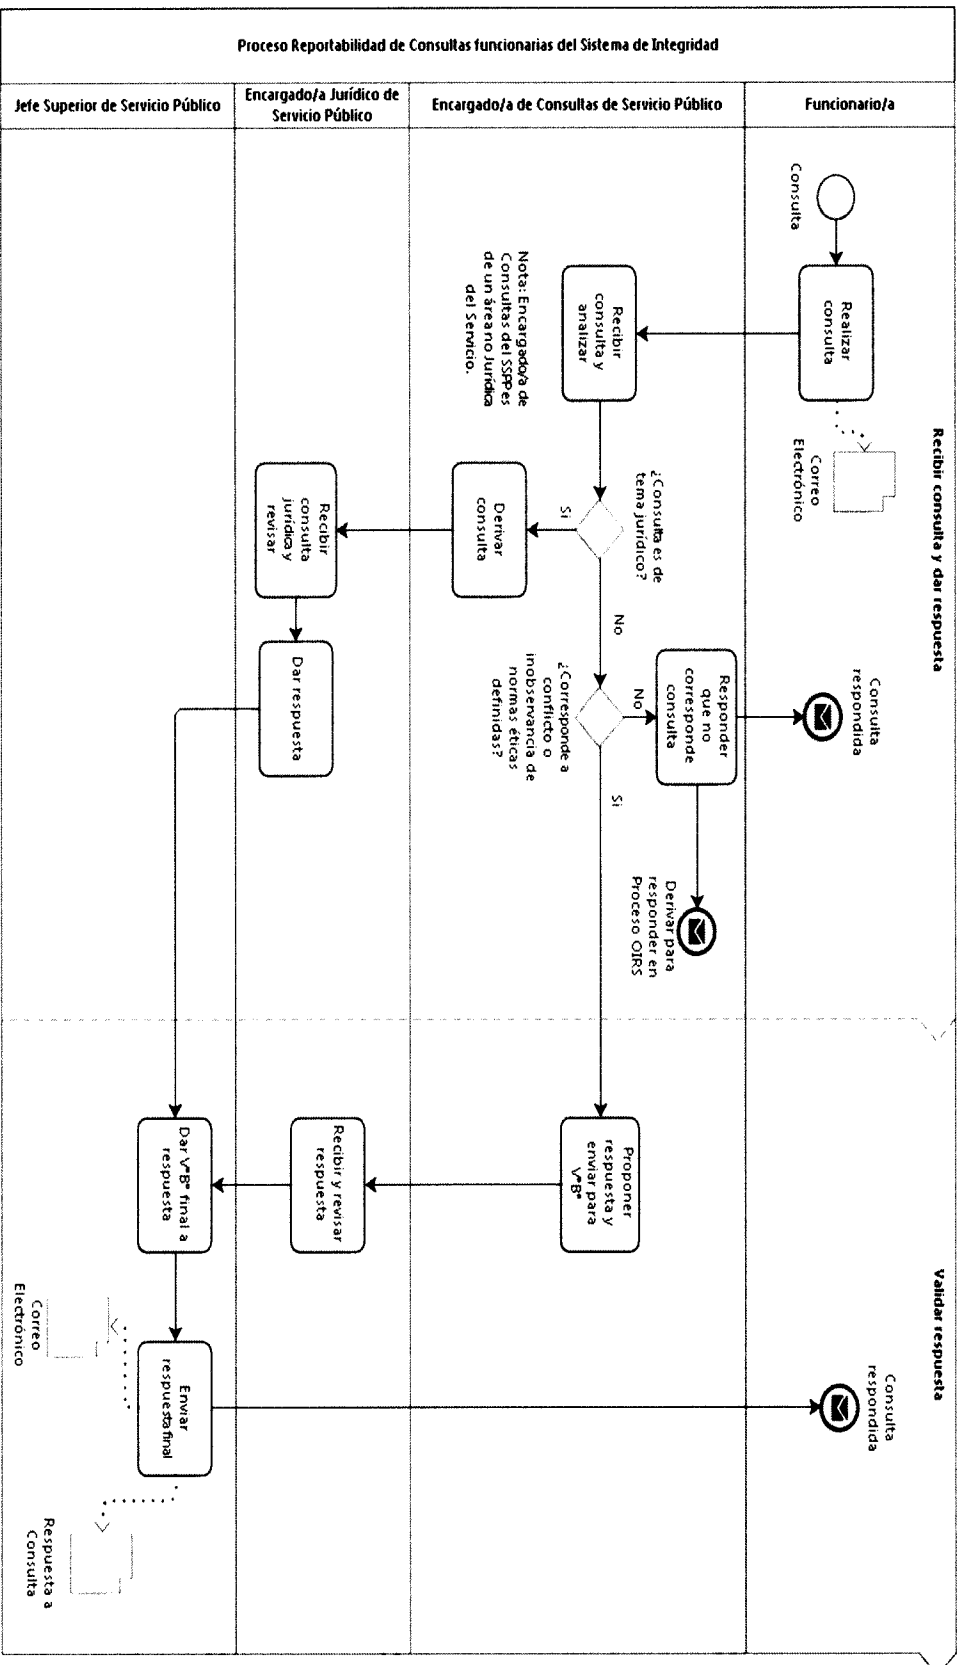 Proceso Reportabilidad de Consultas funcionarias del Sistema de Integridad
Jefe Superior de Servicio Público
Encargado/a Jurídico de
Servicio Público
Encargado/a de Consultas de Servicio Público
Funcionario/a
Recibir consulta y dar respuesta
Consulta
Realizar
consulta
Correo
Electrónico
Recibir
consulta y
analizar
Nota: Encargado/a de
Consultas del SSPP es
de un área no Jurídica
del Servicio.
¿Consulta es de
tema jurídico?
Si
No
Derivar
consulta
Recibir
consulta
jurídica y
revisar
Dar respuesta
¿Corresponde a
conflicto o
inobservancia de
normas éticas
definidas?
No
Si
Responder
que no
corresponde
consulta
Consulta
respondida
Derivar para
responder en
Proceso OIRS
Validar respuesta
Proponer
respuesta y
enviar para
V°B°
Recibir y revisar
respuesta
Dar V°B° final a
respuesta
Enviar
respuesta final
Correo
Electrónico
Respuesta a
Consulta
Consulta
respondida